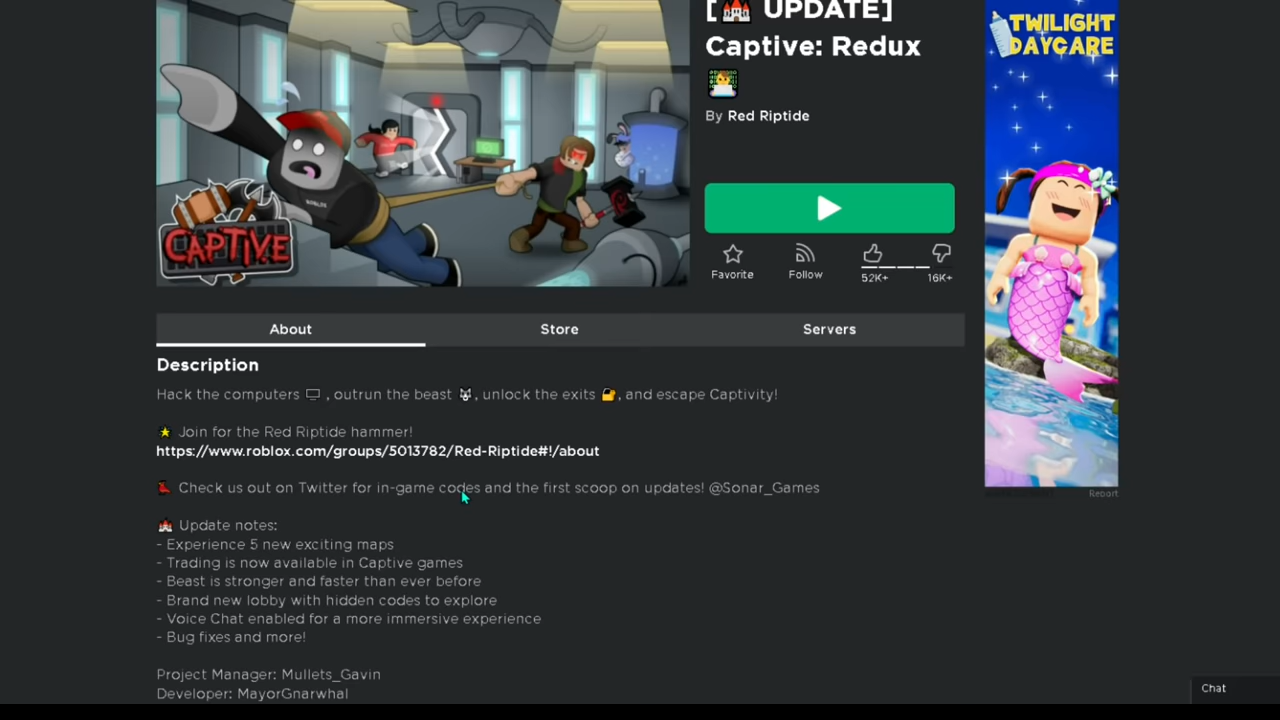 [🏰 UPDATE]
Captive: Redux
By Red Riptide
CAPTIVE
ROBLOX
Favorite
Follow
52K+
16K+
TWILIGHT
DAYCARE
Report
About
Store
Servers
Description
Hack the computers 🖥️ , outrun the beast 🐺, unlock the exits 🔐, and escape Captivity!
⭐ Join for the Red Riptide hammer!
https://www.roblox.com/groups/5013782/Red-Riptide#!/about
Check us out on Twitter for in-game codes and the first scoop on updates! @Sonar_Games
🏰 Update notes:
- Experience 5 new exciting maps
- Trading is now available in Captive games
- Beast is stronger and faster than ever before
- Brand new lobby with hidden codes to explore
- Voice Chat enabled for a more immersive experience
- Bug fixes and more!
Project Manager: Mullets_Gavin
Developer: MayorGnarwhal
Chat